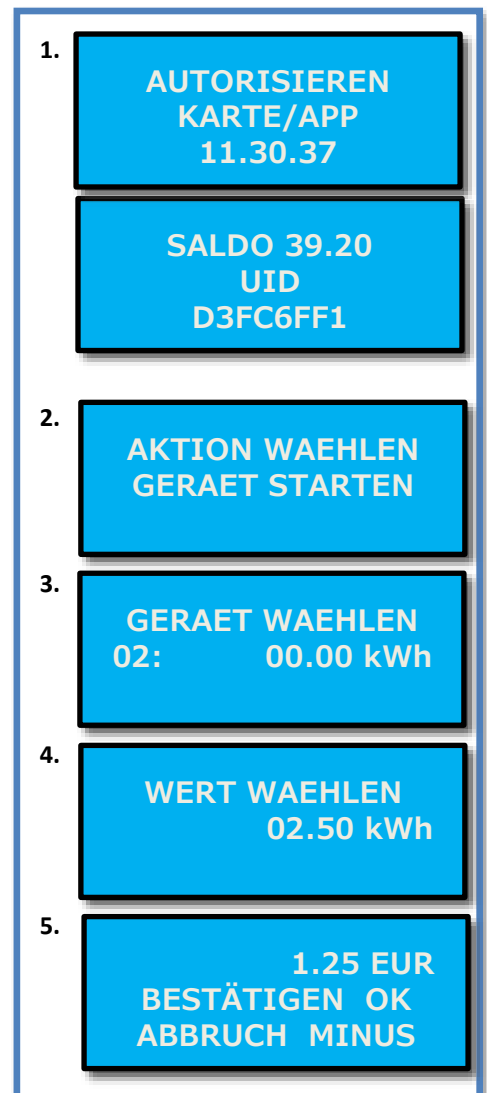 1.
AUTORISIEREN
KARTE/APP
11.30.37
SALDO 39.20
UID
D3FC6FF1
2.
AKTION WAEHLEN
GERAET STARTEN
3.
GERAET WAEHLEN
02: 00.00 kWh
4.
WERT WAEHLEN
02.50 kWh
5.
1.25 EUR
BESTÄTIGEN OK
ABBRUCH MINUS